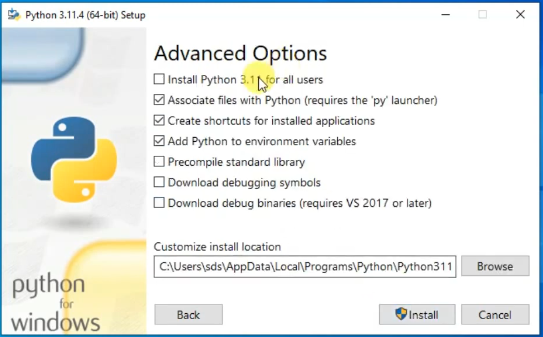 Python 3.11.4 (64-bit) Setup
Advanced Options
Install Python 3.11 for all users
Associate files with Python (requires the 'py' launcher)
Create shortcuts for installed applications
Add Python to environment variables
Precompile standard library
Download debugging symbols
Download debug binaries (requires VS 2017 or later)
Customize install location
C:\Users\sds\AppData\Local\Programs\Python\Python311
Browse
python
for
windows
Back
Install
Cancel